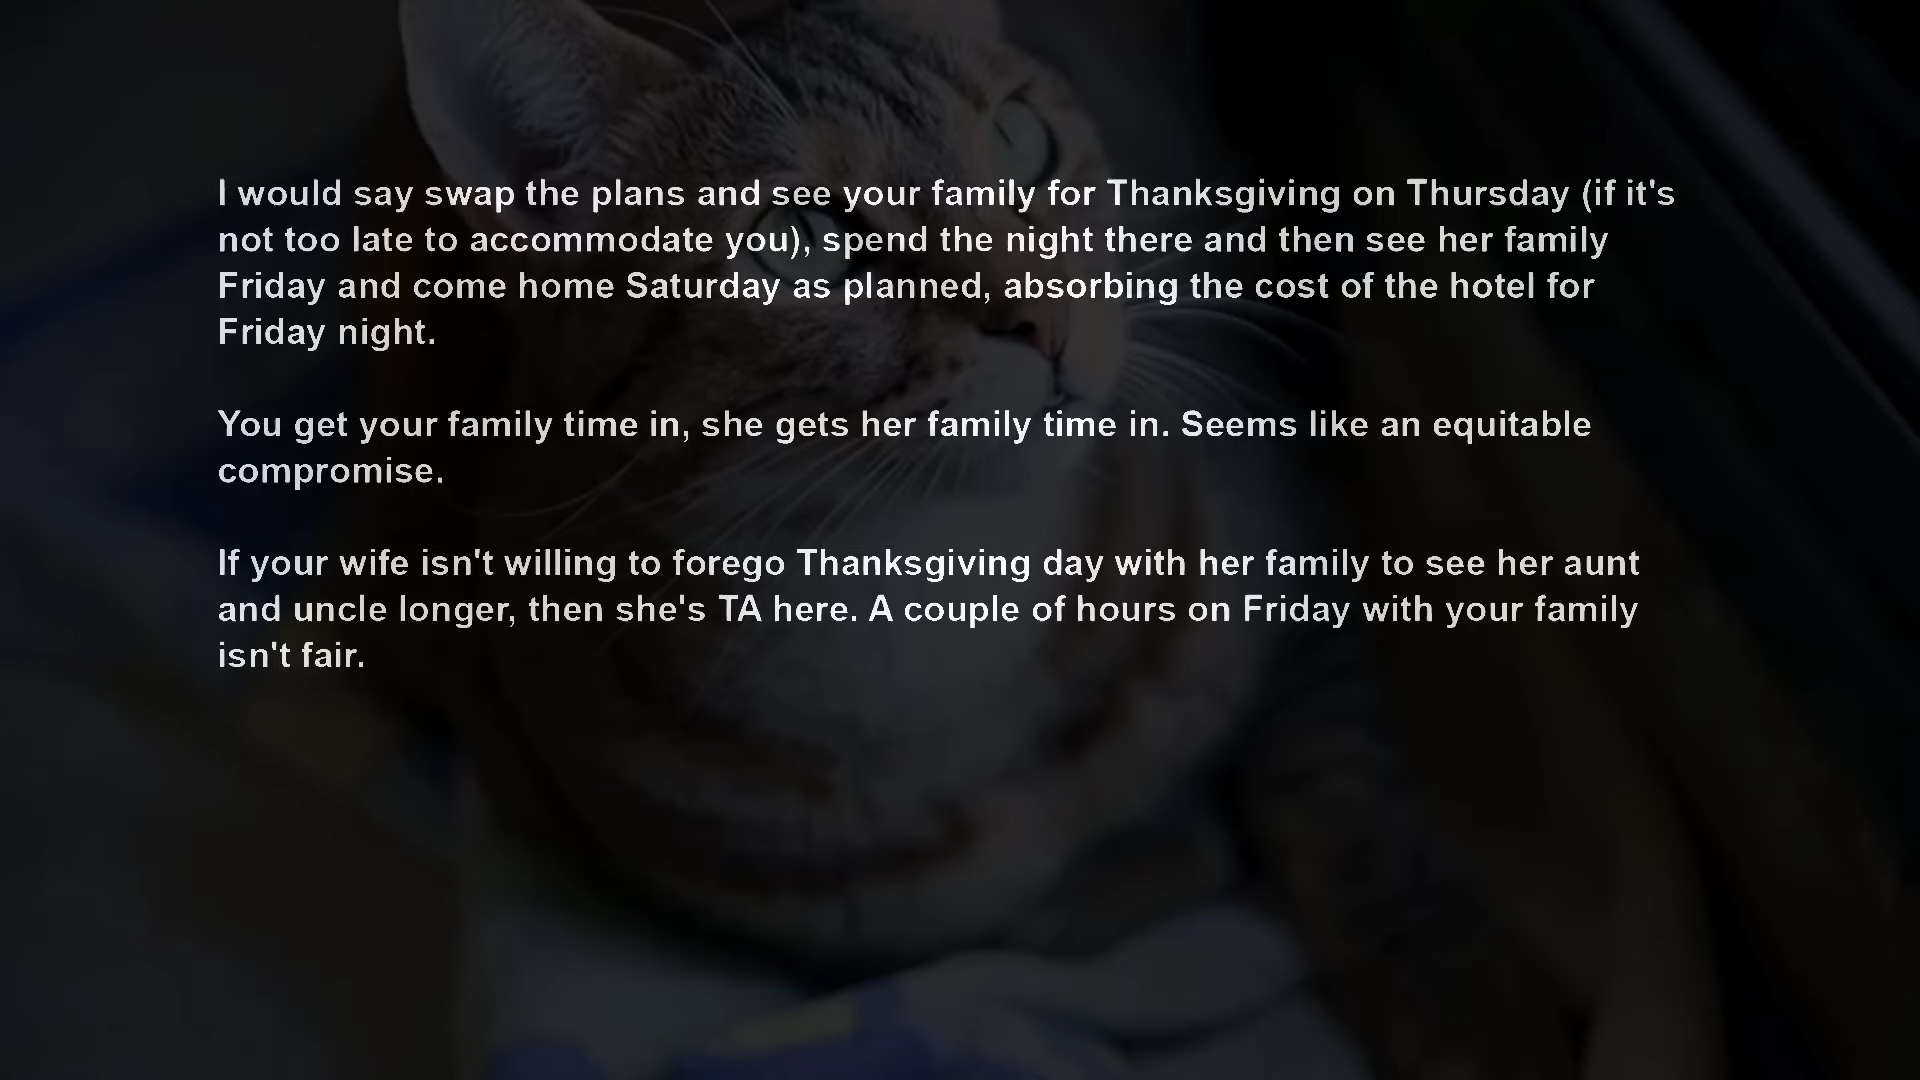 I would say swap the plans and see your family for Thanksgiving on Thursday (if it's
not too late to accommodate you), spend the night there and then see her family
Friday and come home Saturday as planned, absorbing the cost of the hotel for
Friday night.
You get your family time in, she gets her family time in. Seems like an equitable
compromise.
If your wife isn't willing to forego Thanksgiving day with her family to see her aunt
and uncle longer, then she's TA here. A couple of hours on Friday with your family
isn't fair.